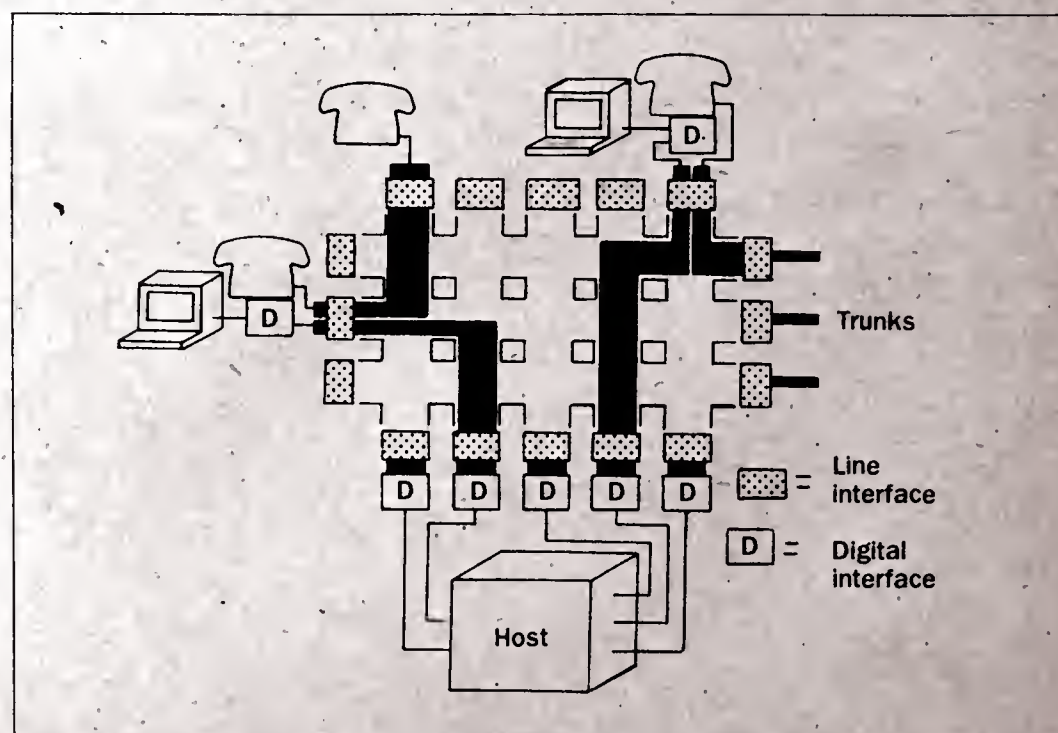 D
D
Trunks
D D D D D
= Line
interface
D = Digital
interface
Host